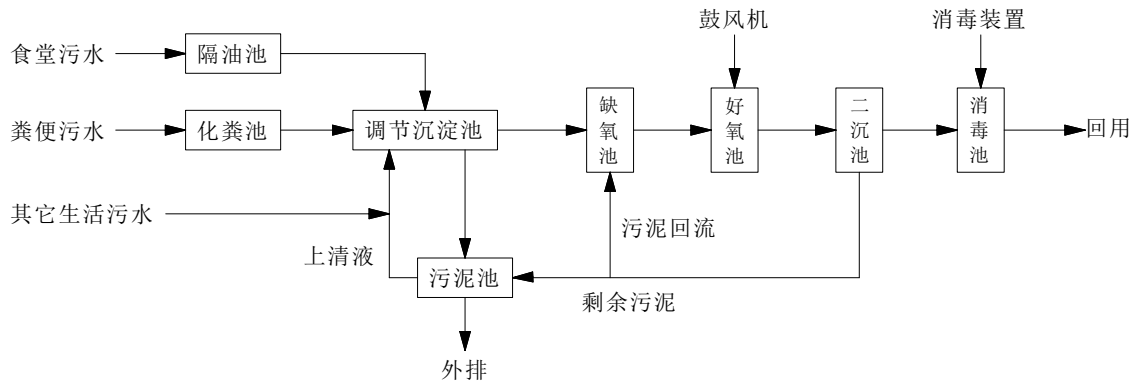 鼓风机
消毒装置
食堂污水
隔油池
粪便污水
化粪池
调节沉淀池
缺氧池
好氧池
二沉池
消毒池
回用
其它生活污水
污泥回流
上清液
污泥池
剩余污泥
外排